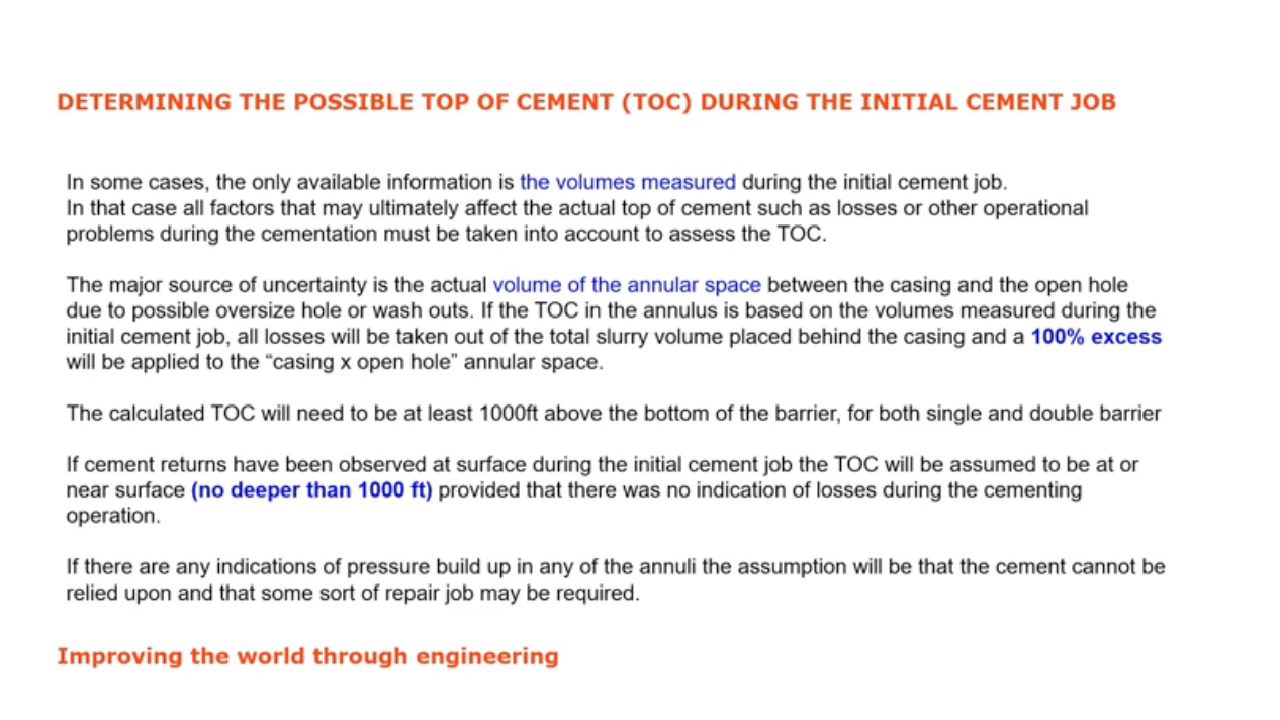 DETERMINING THE POSSIBLE TOP OF CEMENT (TOC) DURING THE INITIAL CEMENT JOB
In some cases, the only available information is the volumes measured during the initial cement job.
In that case all factors that may ultimately affect the actual top of cement such as losses or other operational
problems during the cementation must be taken into account to assess the TOC.
The major source of uncertainty is the actual volume of the annular space between the casing and the open hole
due to possible oversize hole or wash outs. If the TOC in the annulus is based on the volumes measured during the
initial cement job, all losses will be taken out of the total slurry volume placed behind the casing and a 100% excess
will be applied to the “casing x open hole” annular space.
The calculated TOC will need to be at least 1000ft above the bottom of the barrier, for both single and double barrier
If cement returns have been observed at surface during the initial cement job the TOC will be assumed to be at or
near surface (no deeper than 1000 ft) provided that there was no indication of losses during the cementing
operation.
If there are any indications of pressure build up in any of the annuli the assumption will be that the cement cannot be
relied upon and that some sort of repair job may be required.
Improving the world through engineering